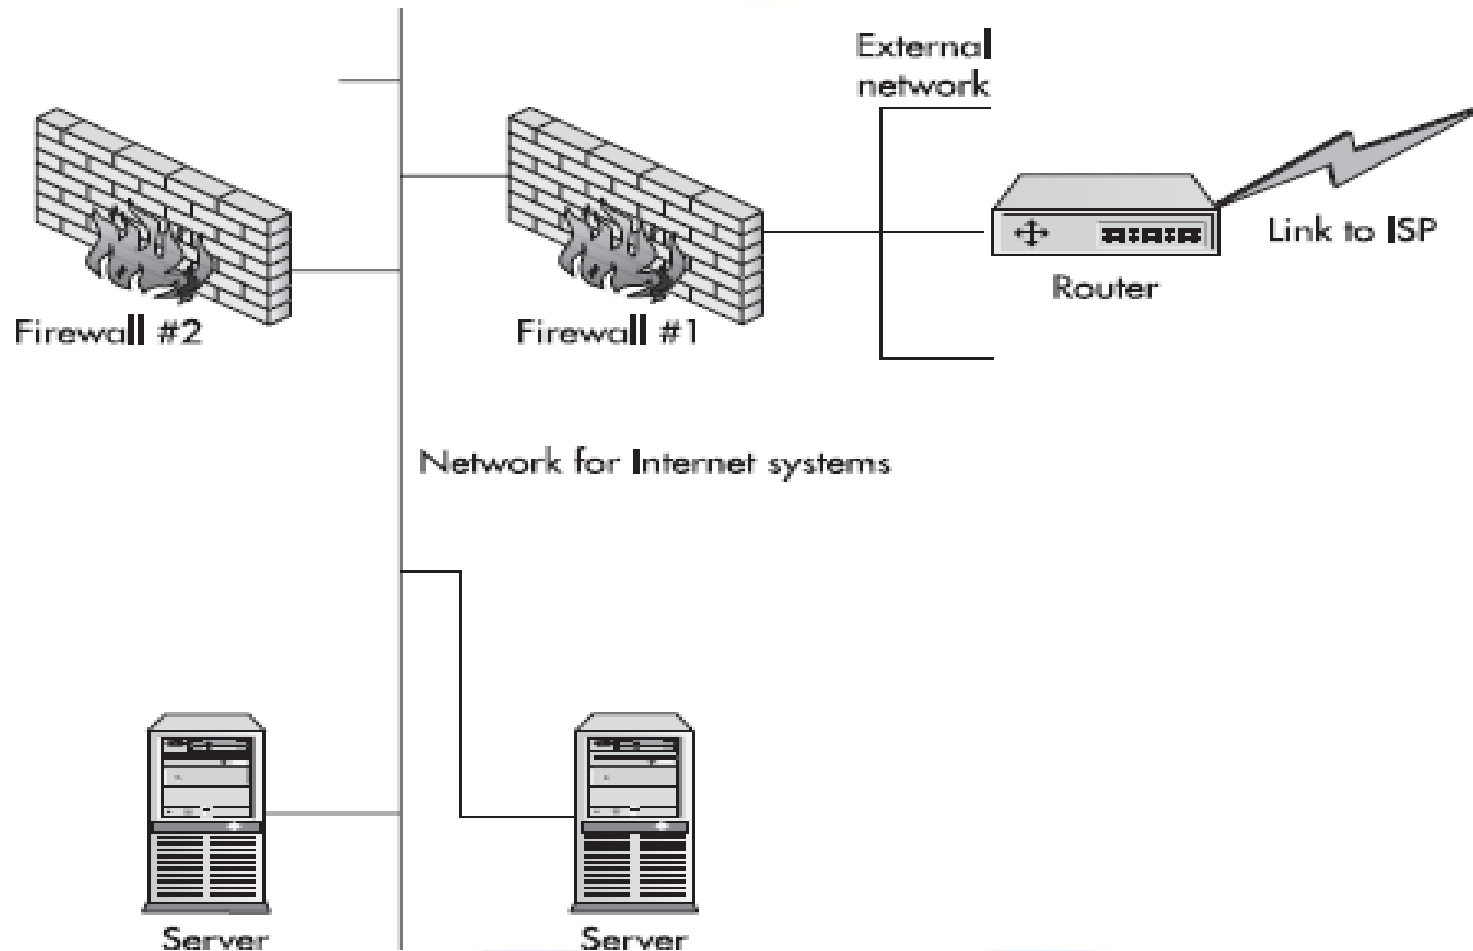 External
network
Link to ISP
Router
Firewall #2
Firewall #1
Network for Internet systems
Server
Server